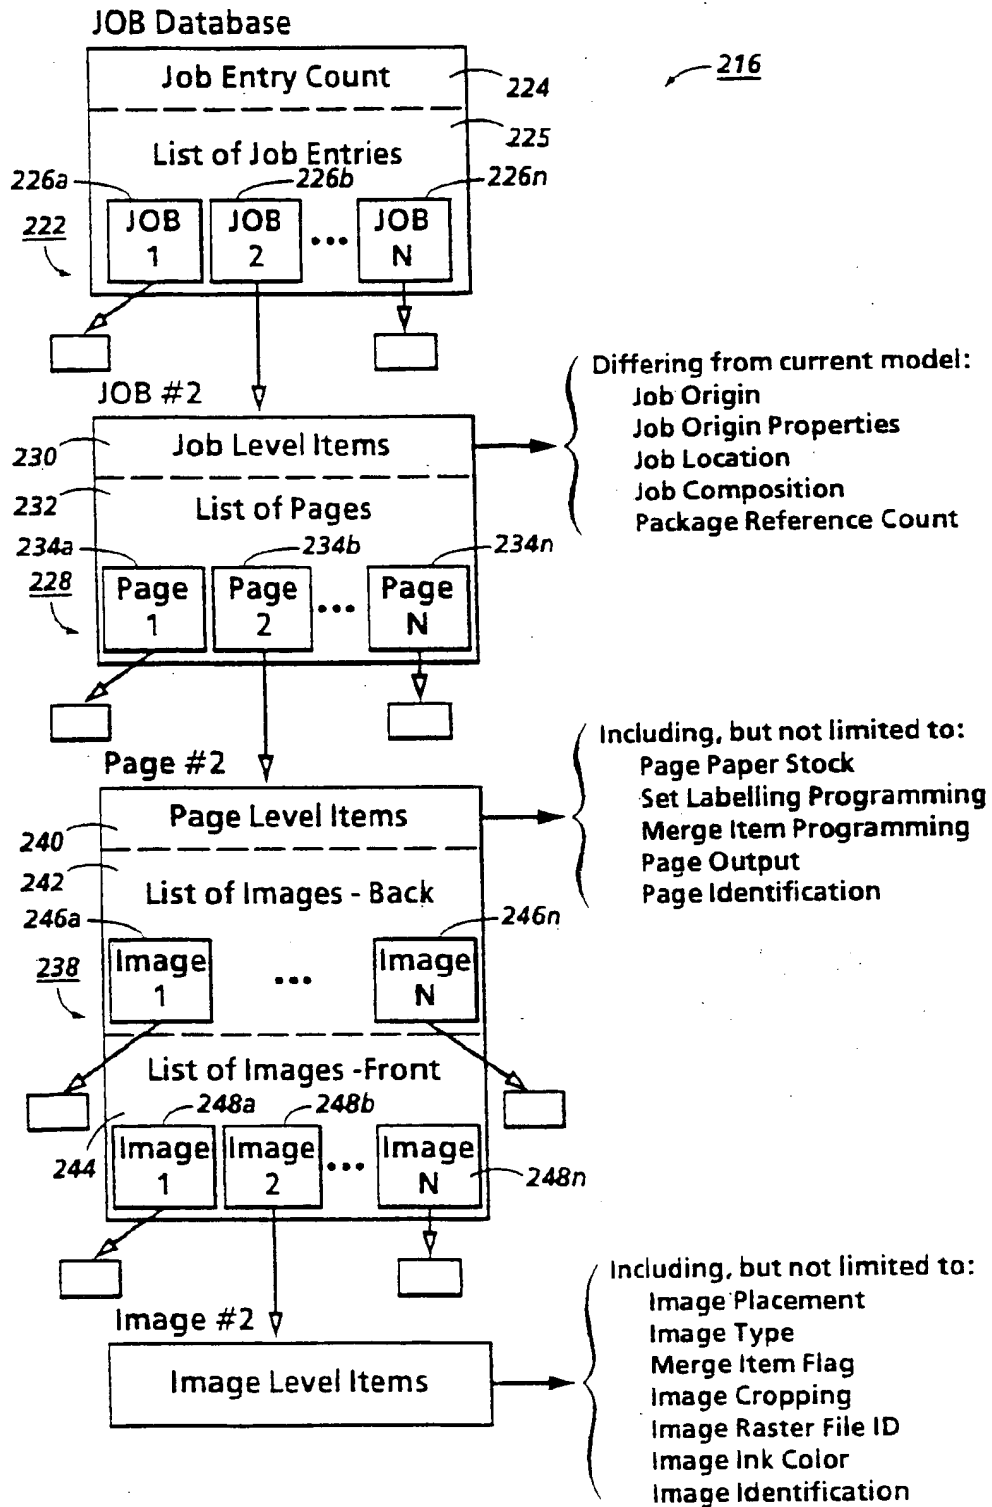 JOB Database
216
Job Entry Count
224
225
List of Job Entries
226a
226b
226n
222
JOB 1
JOB 2
•••
JOB N
JOB #2
230
Job Level Items
Differing from current model:
Job Origin
Job Origin Properties
Job Location
Job Composition
Package Reference Count
232
List of Pages
234a
234b
234n
228
Page 1
Page 2
•••
Page N
Page #2
240
Page Level Items
Including, but not limited to:
Page Paper Stock
Set Labelling Programming
Merge Item Programming
Page Output
Page Identification
242
List of Images - Back
246a
246n
238
Image 1
•••
Image N
List of Images -Front
248a
248b
244
Image 1
Image 2
•••
Image N
248n
Image #2
Image Level Items
Including, but not limited to:
Image Placement
Image Type
Merge Item Flag
Image Cropping
Image Raster File ID
Image Ink Color
Image Identification